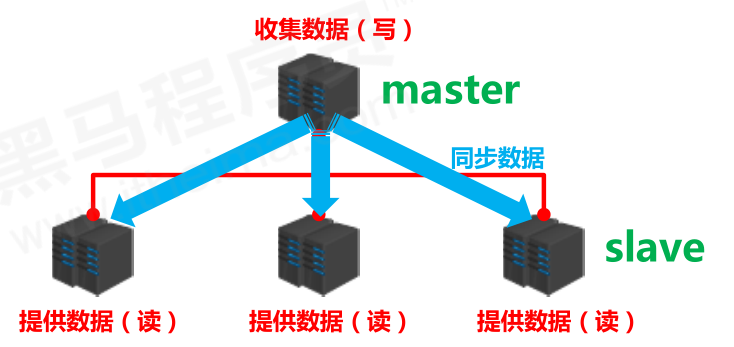 收集数据（写）
master
同步数据
slave
提供数据（读）
提供数据（读）
提供数据（读）
黑马程序员